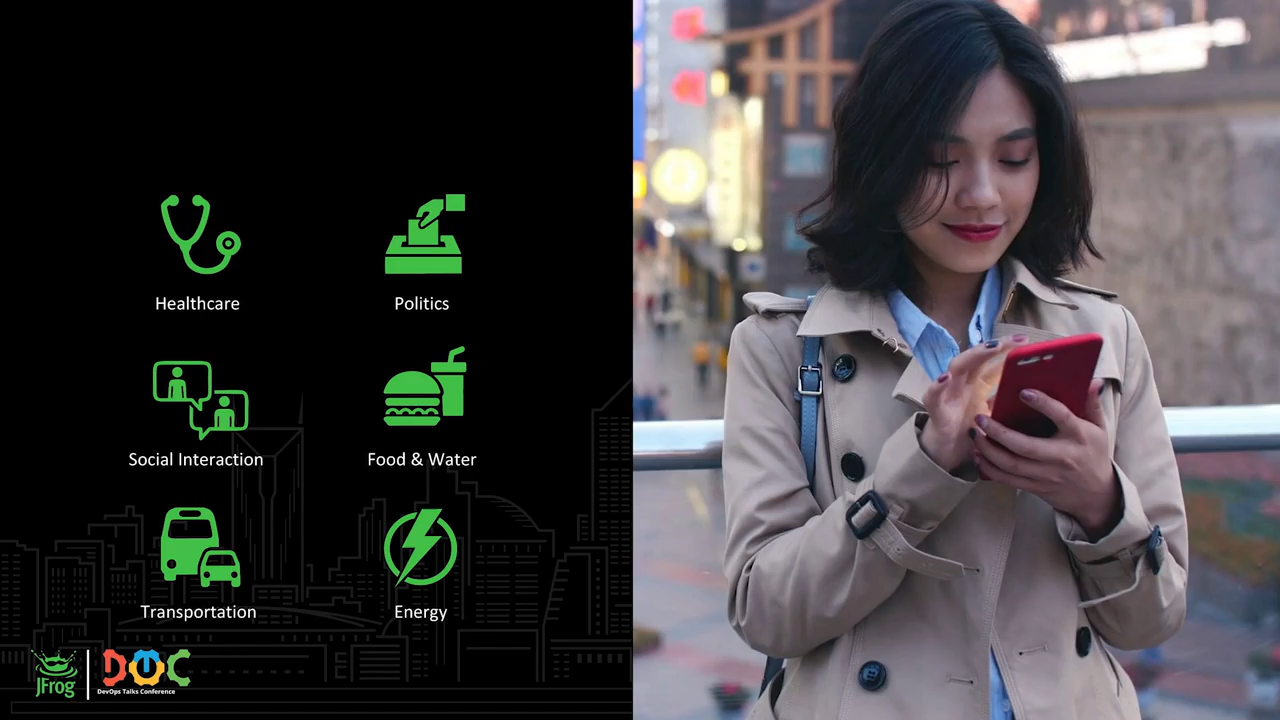 Healthcare
Politics
Social Interaction
Food & Water
Transportation
Energy
JFrog
DOC
DevOps Talks Conference